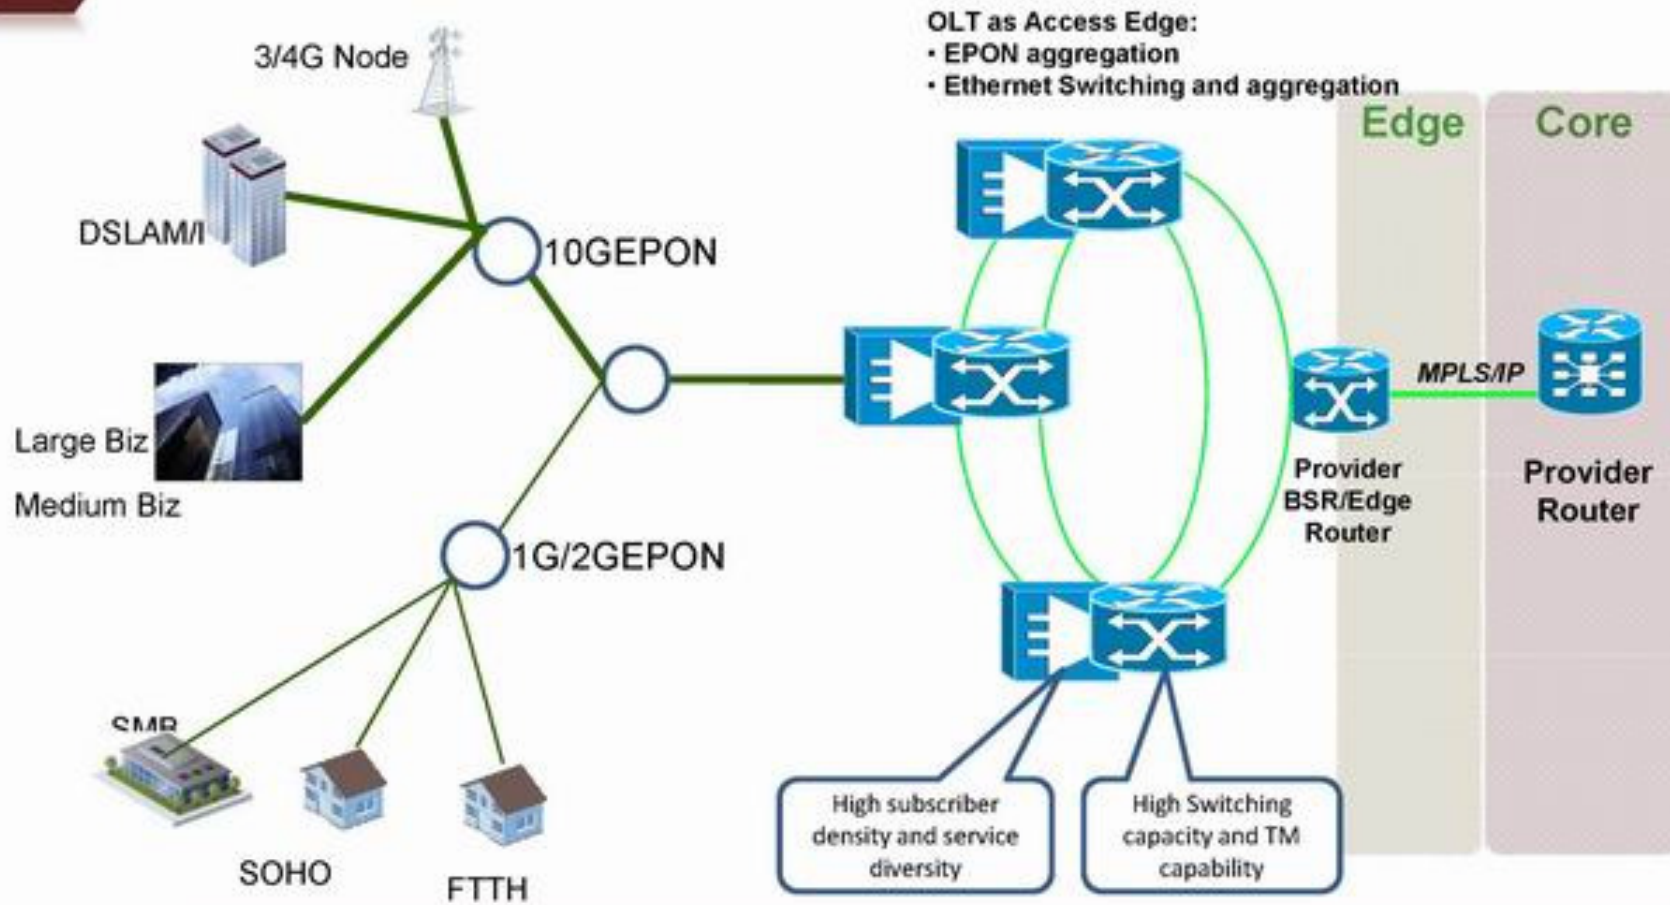 OLT as Access Edge:
• EPON aggregation
• Ethernet Switching and aggregation
3/4G Node
Edge
Core
DSLAM/I
10GEPON
MPLS/IP
Large Biz
Medium Biz
Provider
BSR/Edge
Router
Provider
Router
1G/2GEPON
SMB
SOHO
FTTH
High subscriber
density and service
diversity
High Switching
capacity and TM
capability